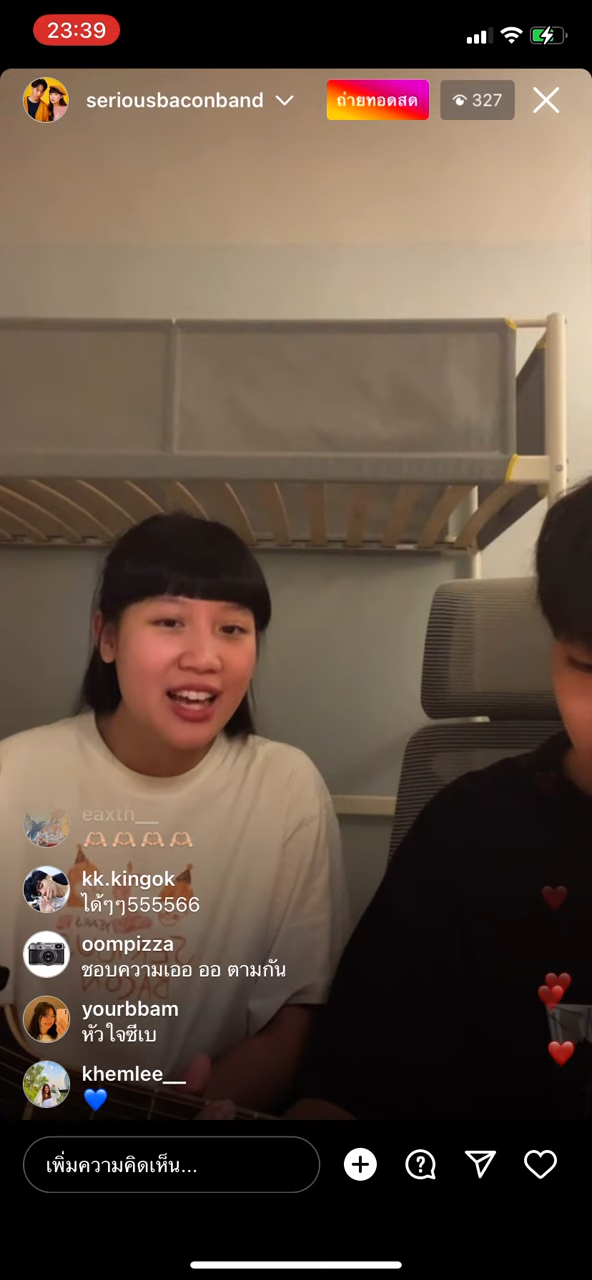 23:39
seriousbaconband
ถ่ายทอดสด
327
eaxtn__
kk.kingok
ได้ๆๆ555566
oompizza
ชอบความเออ ออ ตามกัน
yourbbam
หัวใจซีเบ
khemlee__
เพิ่มความคิดเห็น...